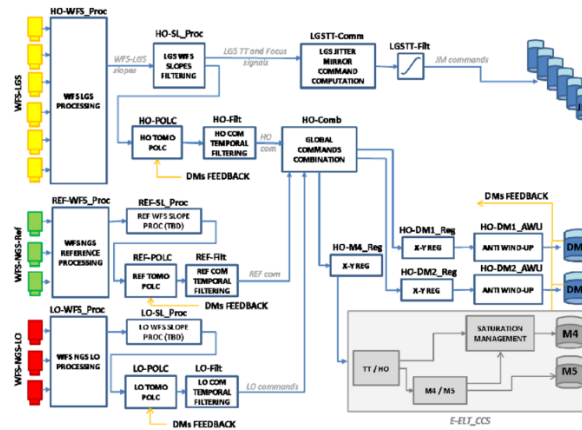 HO-WFS_Proc
WFS-LGS
WFS LGS
PROCESSING
WFS-LGS
slopes
HO-SL_Proc
LGS WFS
SLOPES
FILTERING
LGS TT and Focus
signals
LGSTT-Comm
LGS JITTER
MIRROR
COMMAND
COMPUTATION
LGSTT-Filt
JM commands
HO-POLC
HO TOMO
POLC
HO-Filt
HO COM
TEMPORAL
FILTERING
HO
com
HO-Comb
GLOBAL
COMMANDS
COMBINATION
DMs FEEDBACK
REF-WFS_Proc
WFS-NGS-Ref
WFS NGS
REFERENCE
PROCESSING
REF-SL_Proc
REF WFS SLOPE
PROC (TBD)
REF-POLC
REF TOMO
POLC
REF-Filt
REF COM
TEMPORAL
FILTERING
REF com
DMs FEEDBACK
HO-M4_Reg
X-Y REG
DMs FEEDBACK
HO-DM1_Reg
X-Y REG
HO-DM1_AWU
ANTI WIND-UP
DM
HO-DM2_Reg
X-Y REG
HO-DM2_AWU
ANTI WIND-UP
DM
LO-WFS_Proc
WFS-NGS-LO
WFS NGS LO
PROCESSING
LO-SL_Proc
LO WFS SLOPE
PROC (TBD)
LO-POLC
LO TOMO
POLC
LO-Filt
LO COM
TEMPORAL
FILTERING
LO commands
DMs FEEDBACK
SATURATION
MANAGEMENT
M4
TT / HO
M4 / M5
M5
E-ELT_CCS